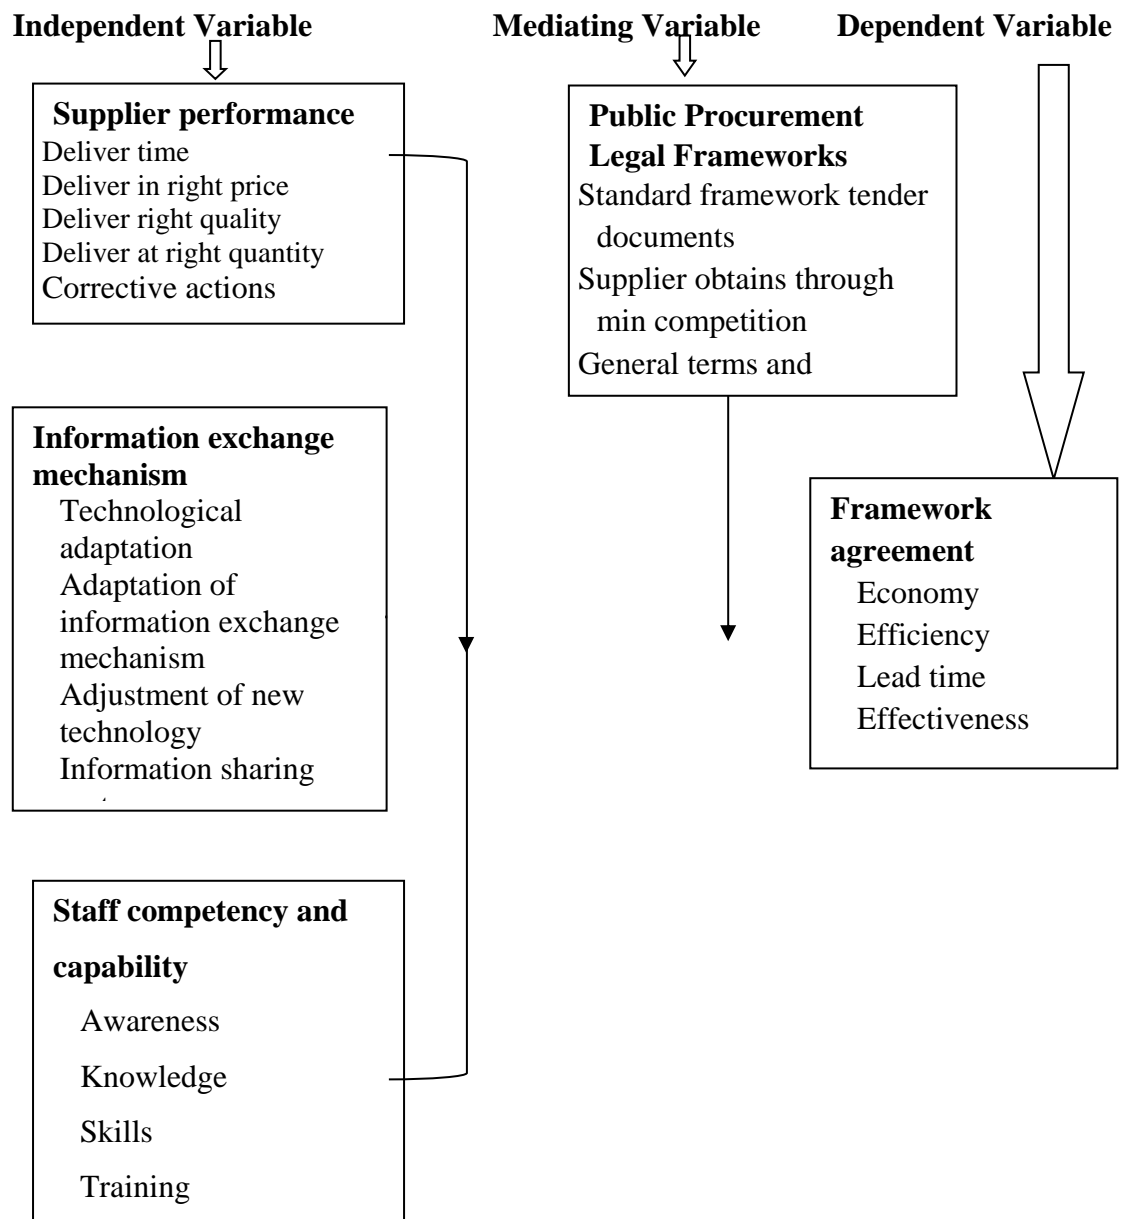 Independent Variable
Mediating Variable
Dependent Variable
Supplier performance
Deliver time
Deliver in right price
Deliver right quality
Deliver at right quantity
Corrective actions
Information exchange
mechanism
Technological
adaptation
Adaptation of
information exchange
mechanism
Adjustment of new
technology
Information sharing
Staff competency and
capability
Awareness
Knowledge
Skills
Training
Public Procurement
Legal Frameworks
Standard framework tender
documents
Supplier obtains through
min competition
General terms and
Framework
agreement
Economy
Efficiency
Lead time
Effectiveness